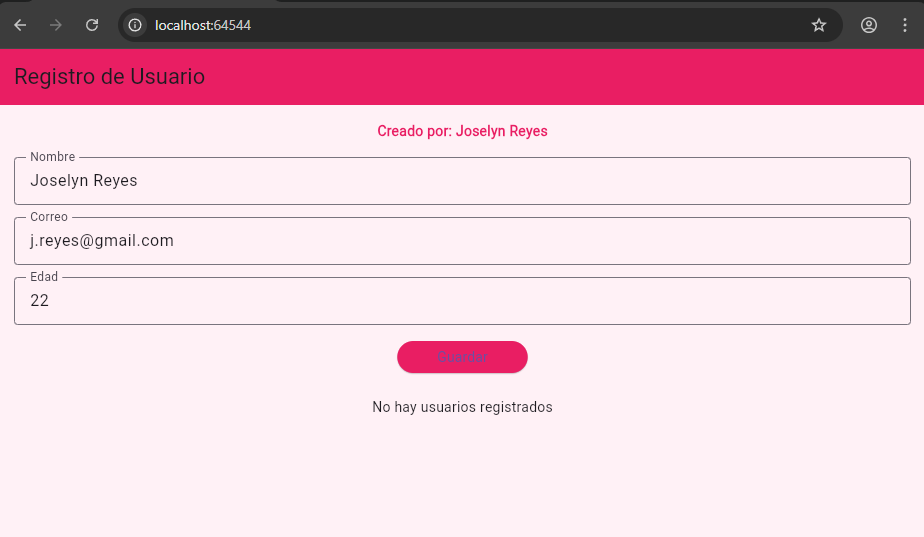 localhost:64544
Registro de Usuario
Creado por: Joselyn Reyes
Nombre
Joselyn Reyes
Correo
j.reyes@gmail.com
Edad
22
Guardar
No hay usuarios registrados